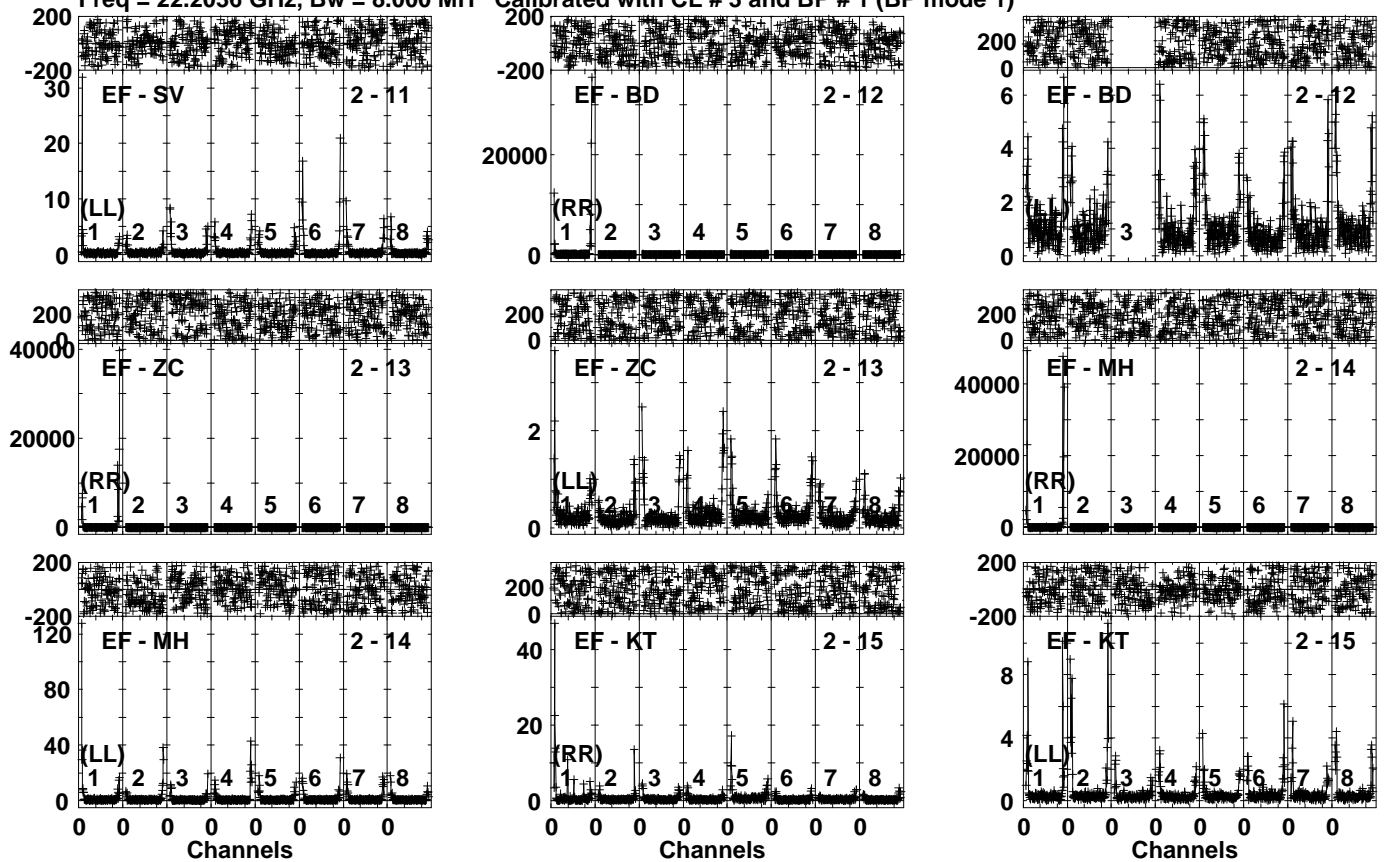 Freq = 22.2036 GHz, Bw = 8.000 MH Calibrated with CL # 3 and BP # 1 (BP mode 1)
200 200 200
-200 -200 0
30 EF - SV 2 - 11
20
10
0
(LL)
1 2 3 4 5 6 7 8
EF - BD 2 - 12
20000
0
(RR)
1 2 3 4 5 6 7 8
EF - BD 2 - 12
6
4
2
0
3
200 200 200
0 0 0
40000 EF - ZC 2 - 13
20000
0
(RR)
1 2 3 4 5 6 7 8
EF - ZC 2 - 13
2
0
(LL)
1 2 3 4 5 6 7 8
EF - MH 2 - 14
40000
20000
0
(RR)
1 2 3 4 5 6 7 8
200 200 200
-200 0 -200
120 EF - MH 2 - 14
80
40
0
(LL)
1 2 3 4 5 6 7 8
EF - KT 2 - 15
40
20
0
(RR)
1 2 3 4 5 6 7 8
EF - KT 2 - 15
8
4
0
(LL)
1 2 3 4 5 6 7 8
0 0 0 0 0 0 0 0 0 0 0 0 0 0 0 0 0 0 0 0 0 0 0 0
Channels Channels Channels